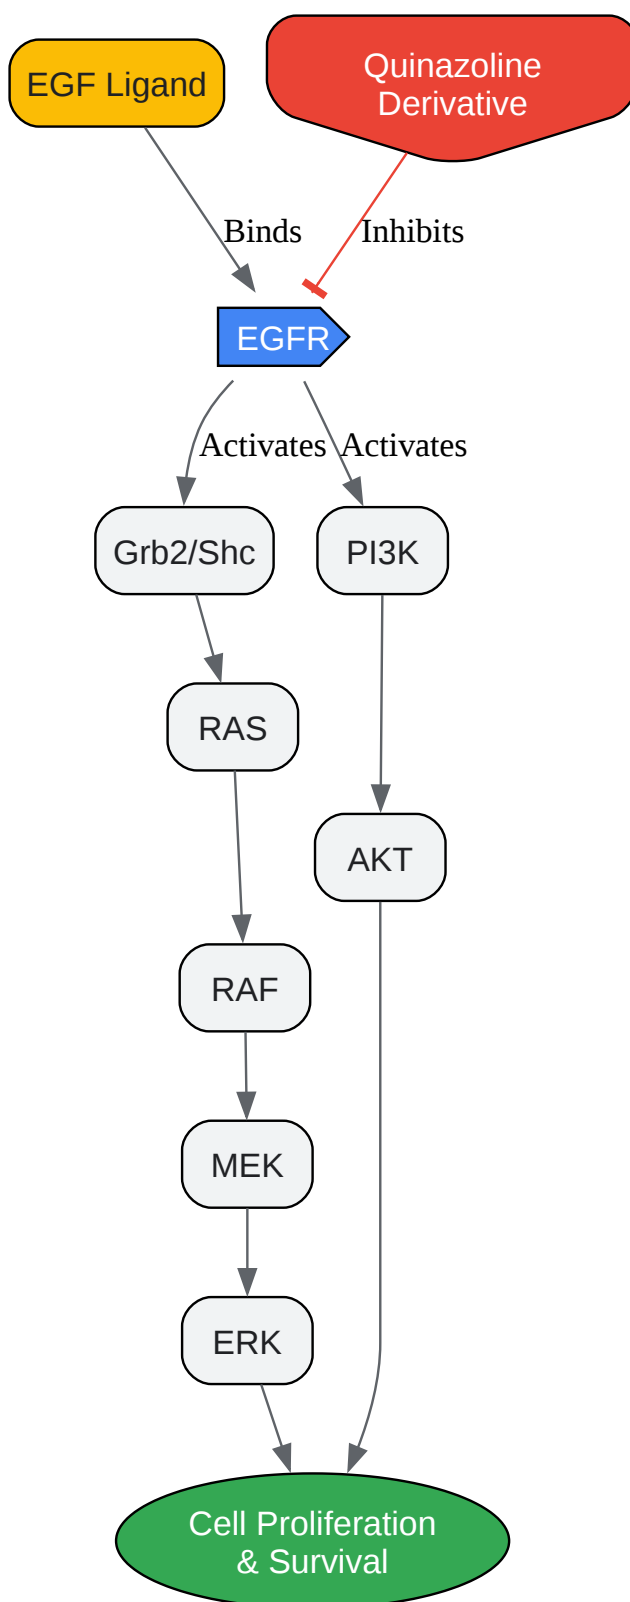 EGF Ligand
Quinazoline
Derivative
Binds
Inhibits
EGFR
Activates
Activates
Grb2/Shc
PI3K
RAS
AKT
RAF
MEK
ERK
Cell Proliferation
& Survival